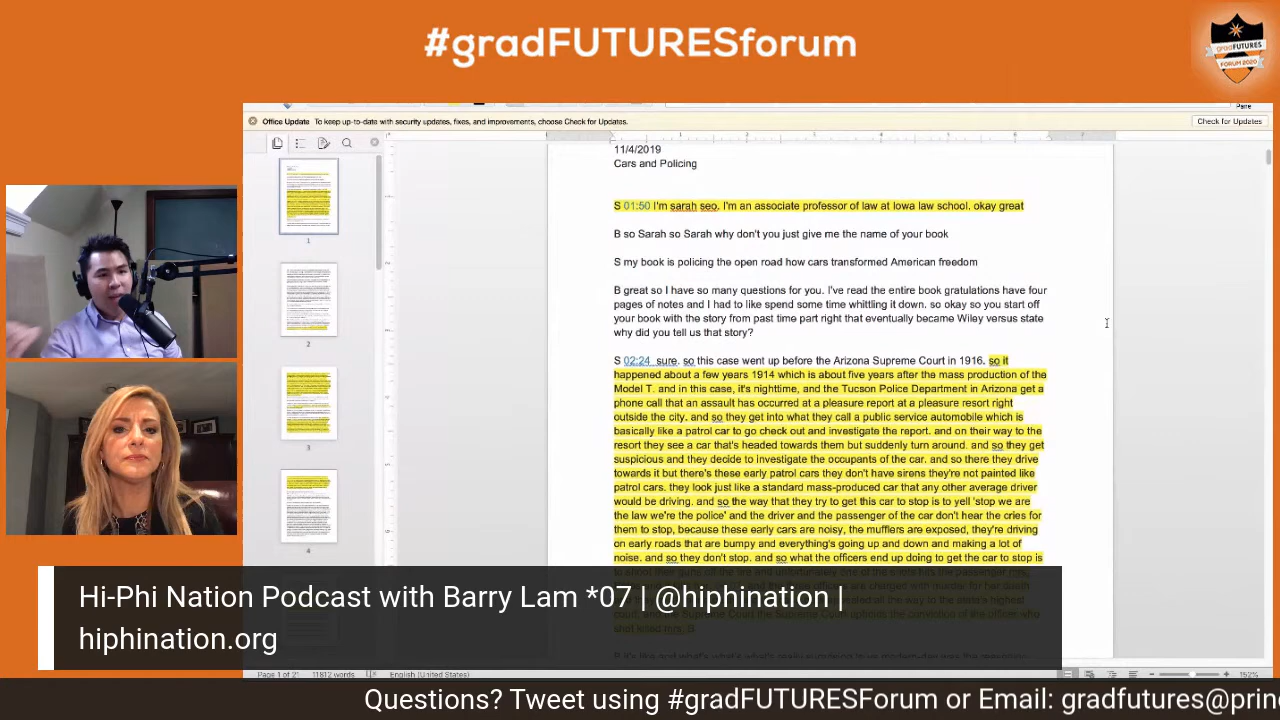 #gradFUTURESforum
gradFUTURES
FORUM 2020
Pane
Office Update To keep up-to-date with security updates, fixes, and improvements, choose Check for Updates.
Check for Updates
11/4/2019
Cars and Policing
S 01:50 I'm sarah seo. I'm an associate professor of law at Iowa law school. okay great
B so Sarah so Sarah why don't you just give me the name of your book
S my book is policing the open road how cars transformed American freedom
B great so I have so many questions for you. I've read the entire book gratulations have four
pages of notes and I had to like spend some time whittling it down. so okay so you start off
your book with the story from past time part right that eventually became Wiley versus state
why did you tell us that story?
S 02:24 sure. so this case went up before the Arizona Supreme Court in 1916. so it
happened about a few years 1914 which is about five years after the mass production of the
Model T. and in this case, it's nighttime, and the Tucson Police Department in Arizona get a
phone call that an assault has occurred at a pleasure report at a pleasure resort right
outside the city. and so they get into what they call a public service automobile which is
basically like a patrol car to go check out and investigate the report. and on their way to the
resort they see a car that's headed towards them but suddenly turn around. and so they get
suspicious and they decide to investigate the occupants of the car. and so there they drive
towards it but there's these early patrol cars they don't have sirens they're not painted like
patrol cars. they look just like a standard mass-produced car that any other average driver
would be driving. and so the way that they try to get this car to stop is to yell 'stop we are
the law we're the police' and the driver and the passenger of the car don't hear the cries for
them to stop, because these early cars are noisy, the mufflers are exposed, they're driving
on early roads that are bumpy and everything's going up and down and making a lot of
noise. and so they don't stop. and so what the officers end up doing to get the car to stop is
1
2
3
4
Hi-Phi Nation Podcast with Barry Lam *07 | @hiphination |
hiphination.org
Page 1 of 21 11812 words English (United States) 152%
Questions? Tweet using #gradFUTURESForum or Email: gradfutures@prin